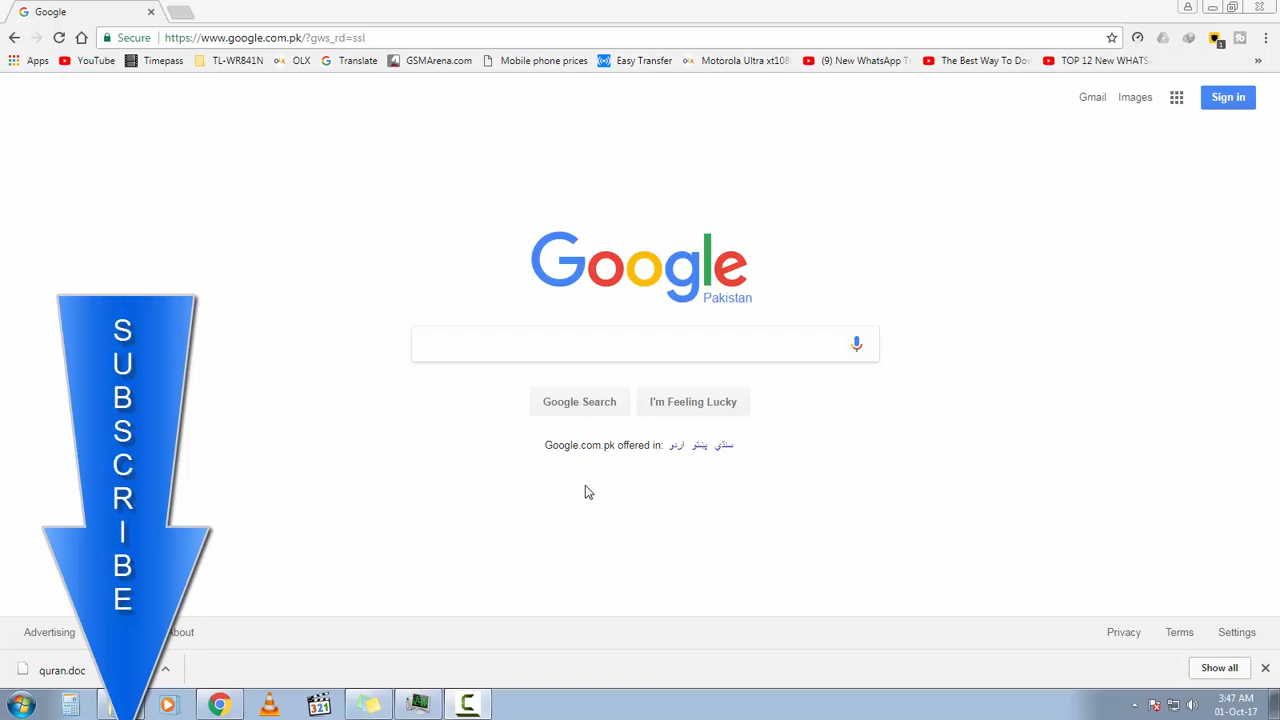 Google
Secure https://www.google.com.pk/?gws_rd=ssl
Apps YouTube Timepass TL-WR841N OLX Translate GSMArena.com Mobile phone prices Easy Transfer Motorola Ultra xt108 (9) New WhatsApp T The Best Way To Do TOP 12 New WHATS
Gmail Images Sign in
Google
Pakistan
Google Search I'm Feeling Lucky
Google.com.pk offered in: اردو پښتو سنڌي
S
U
B
S
C
R
I
B
E
Advertising About Privacy Terms Settings
quran.doc Show all
321
3:47 AM
01-Oct-17